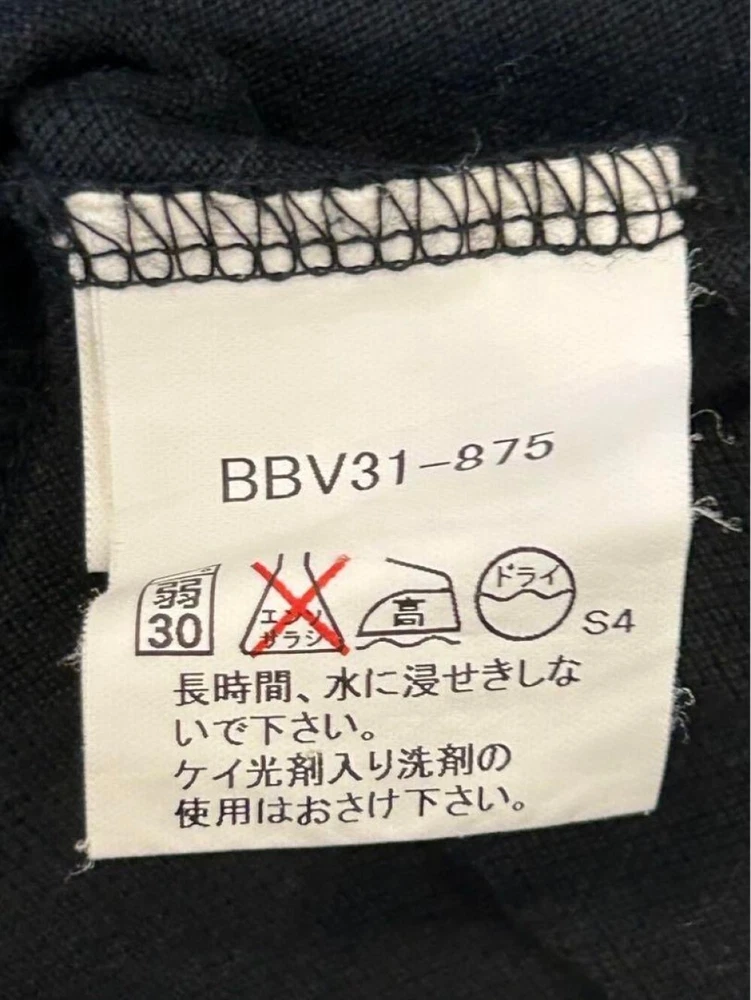 BBV31-875
弱
30
エンソ
サラシ
高
ドライ
S4
長時間、水に浸せきしな
いで下さい。
ケイ光剤入り洗剤の
使用はおさけ下さい。